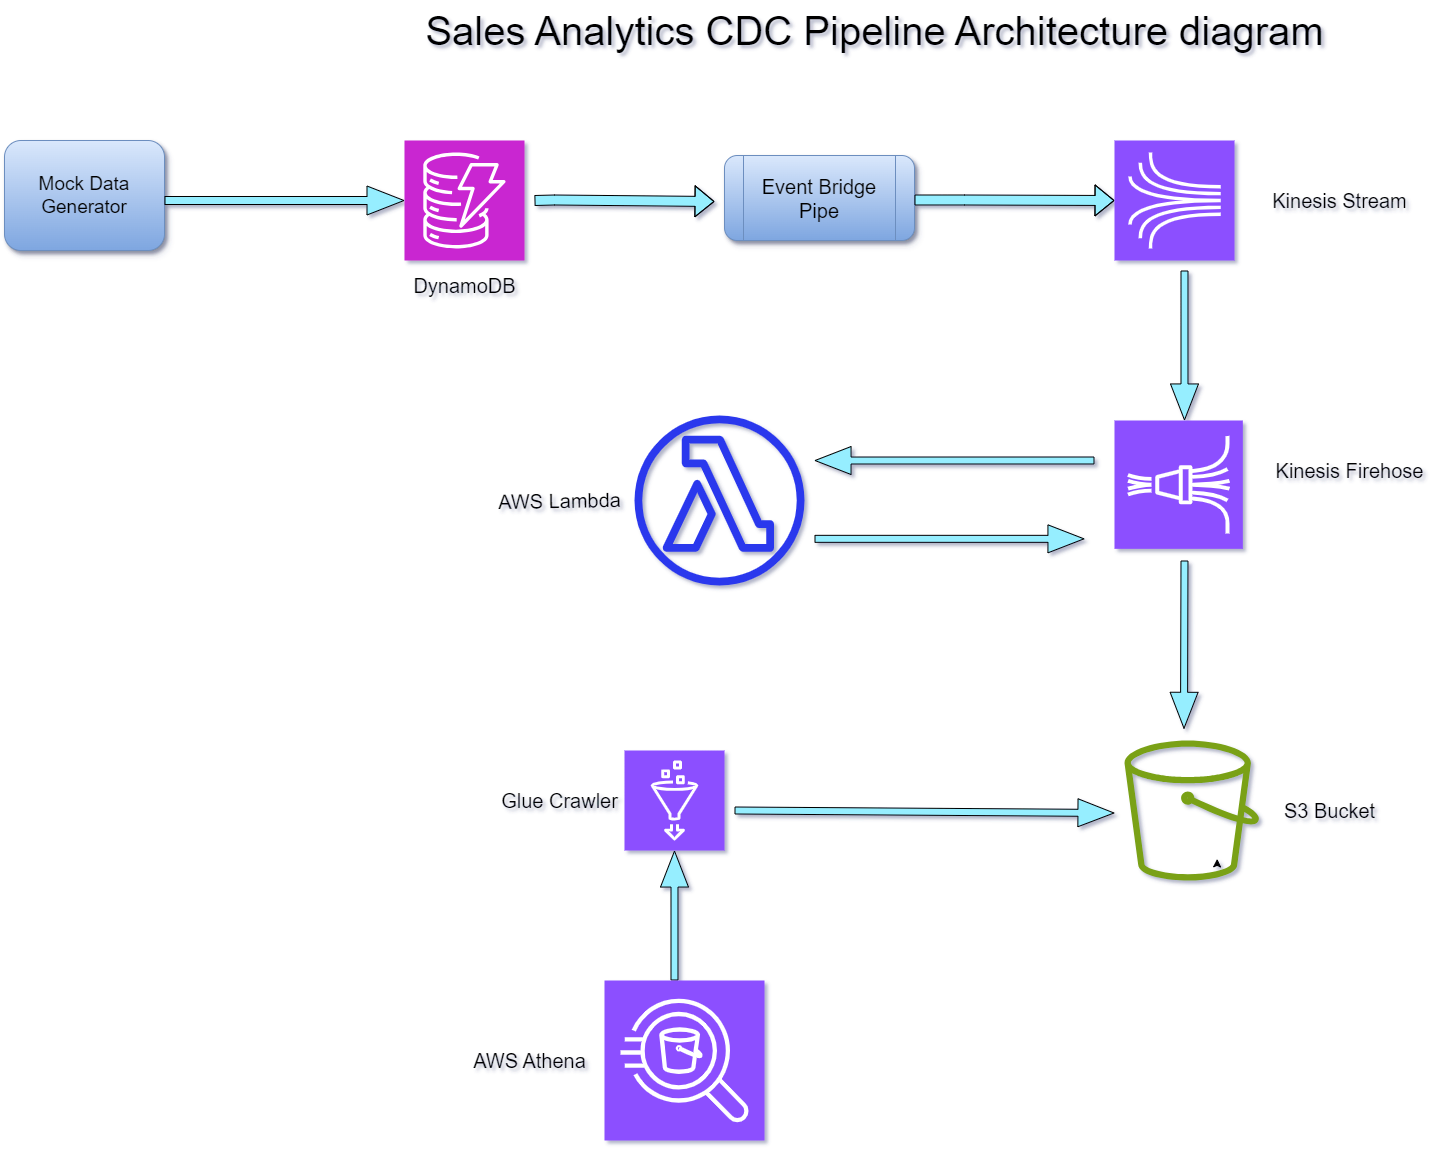 Sales Analytics CDC Pipeline Architecture diagram
Mock Data
Generator
DynamoDB
Event Bridge
Pipe
Kinesis Stream
AWS Lambda
Kinesis Firehose
Glue Crawler
S3 Bucket
AWS Athena